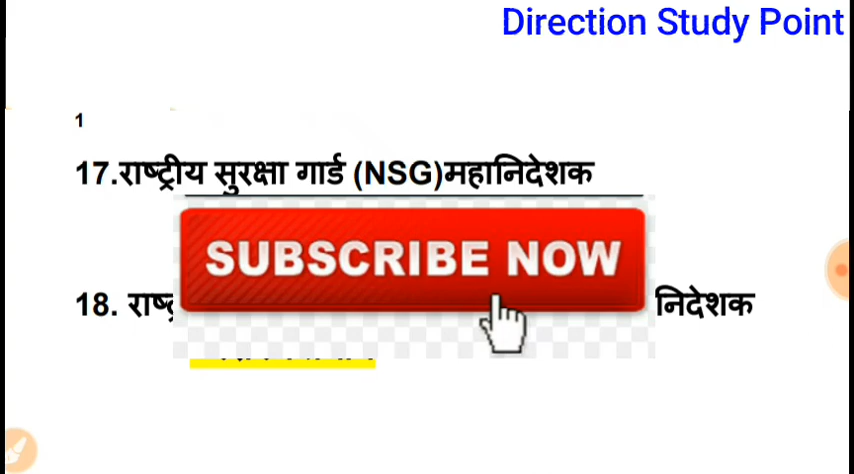 Direction Study Point
1
17.राष्ट्रीय सुरक्षा गार्ड (NSG)महानिदेशक
SUBSCRIBE NOW
18. निदेशक